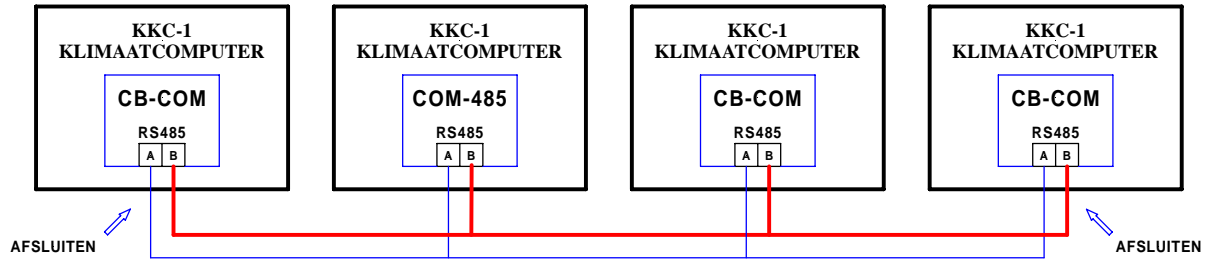 KKC-1
KLIMAATCOMPUTER
CB-COM
RS485
A B
KKC-1
KLIMAATCOMPUTER
COM-485
RS485
A B
KKC-1
KLIMAATCOMPUTER
CB-COM
RS485
A B
KKC-1
KLIMAATCOMPUTER
CB-COM
RS485
A B
AFSLUITEN
AFSLUITEN